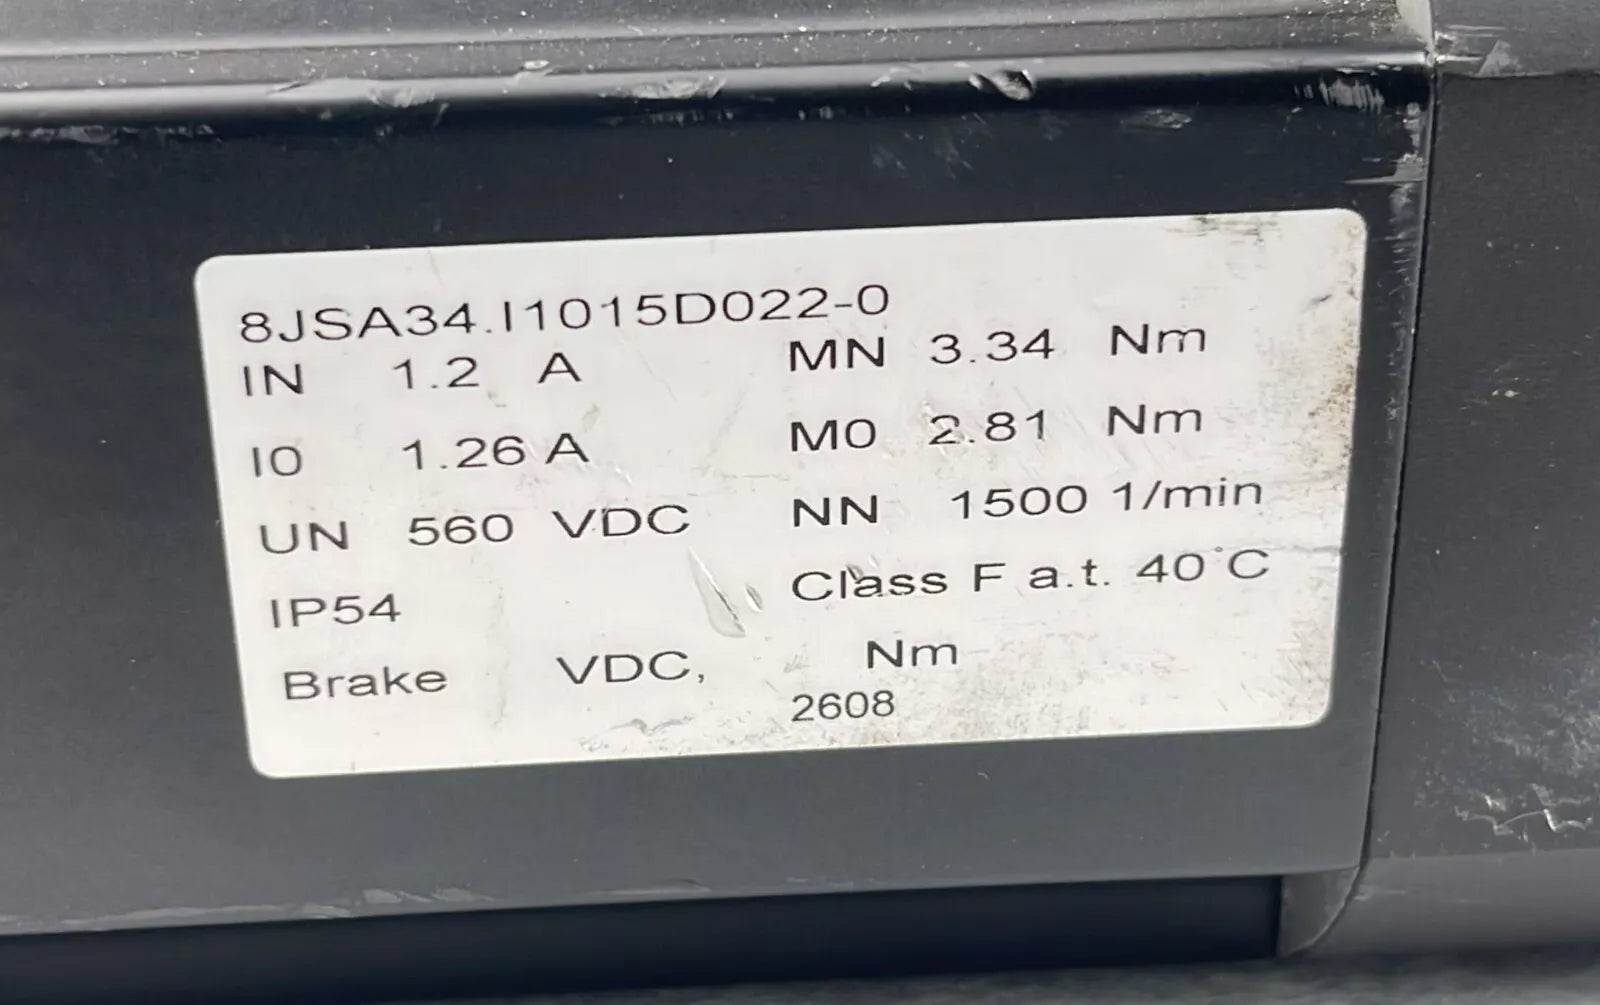 8JSA34.I1015D022-0
IN 1.2 A MN 3.34 Nm
I0 1.26 A M0 2.81 Nm
UN 560 VDC NN 1500 1/min
IP54 Class F a.t. 40°C
Brake VDC, Nm
2608